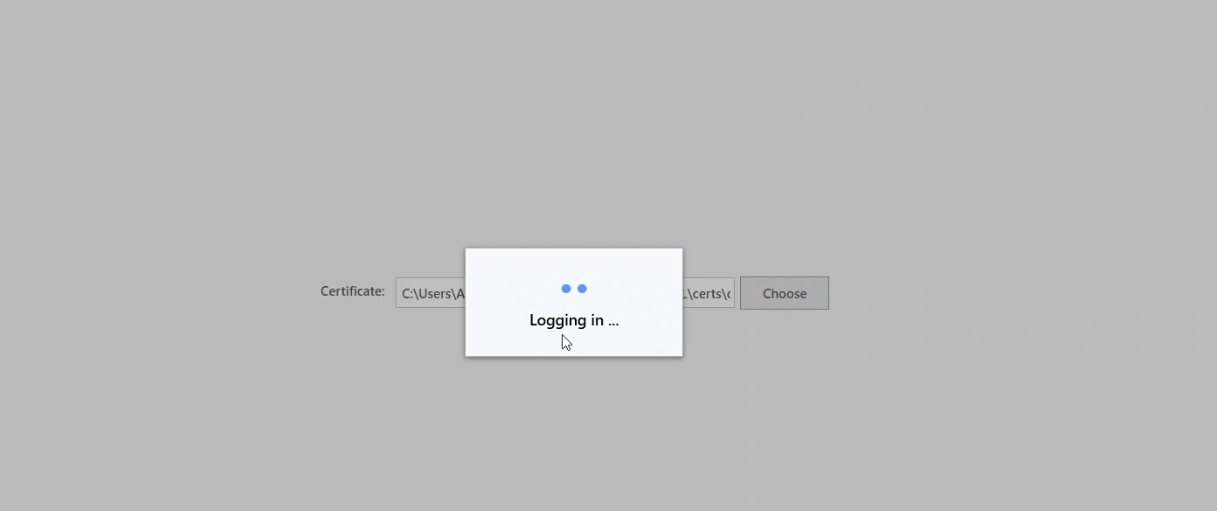 Certificate: C:\Users\A \certs\ Choose
Logging in ...